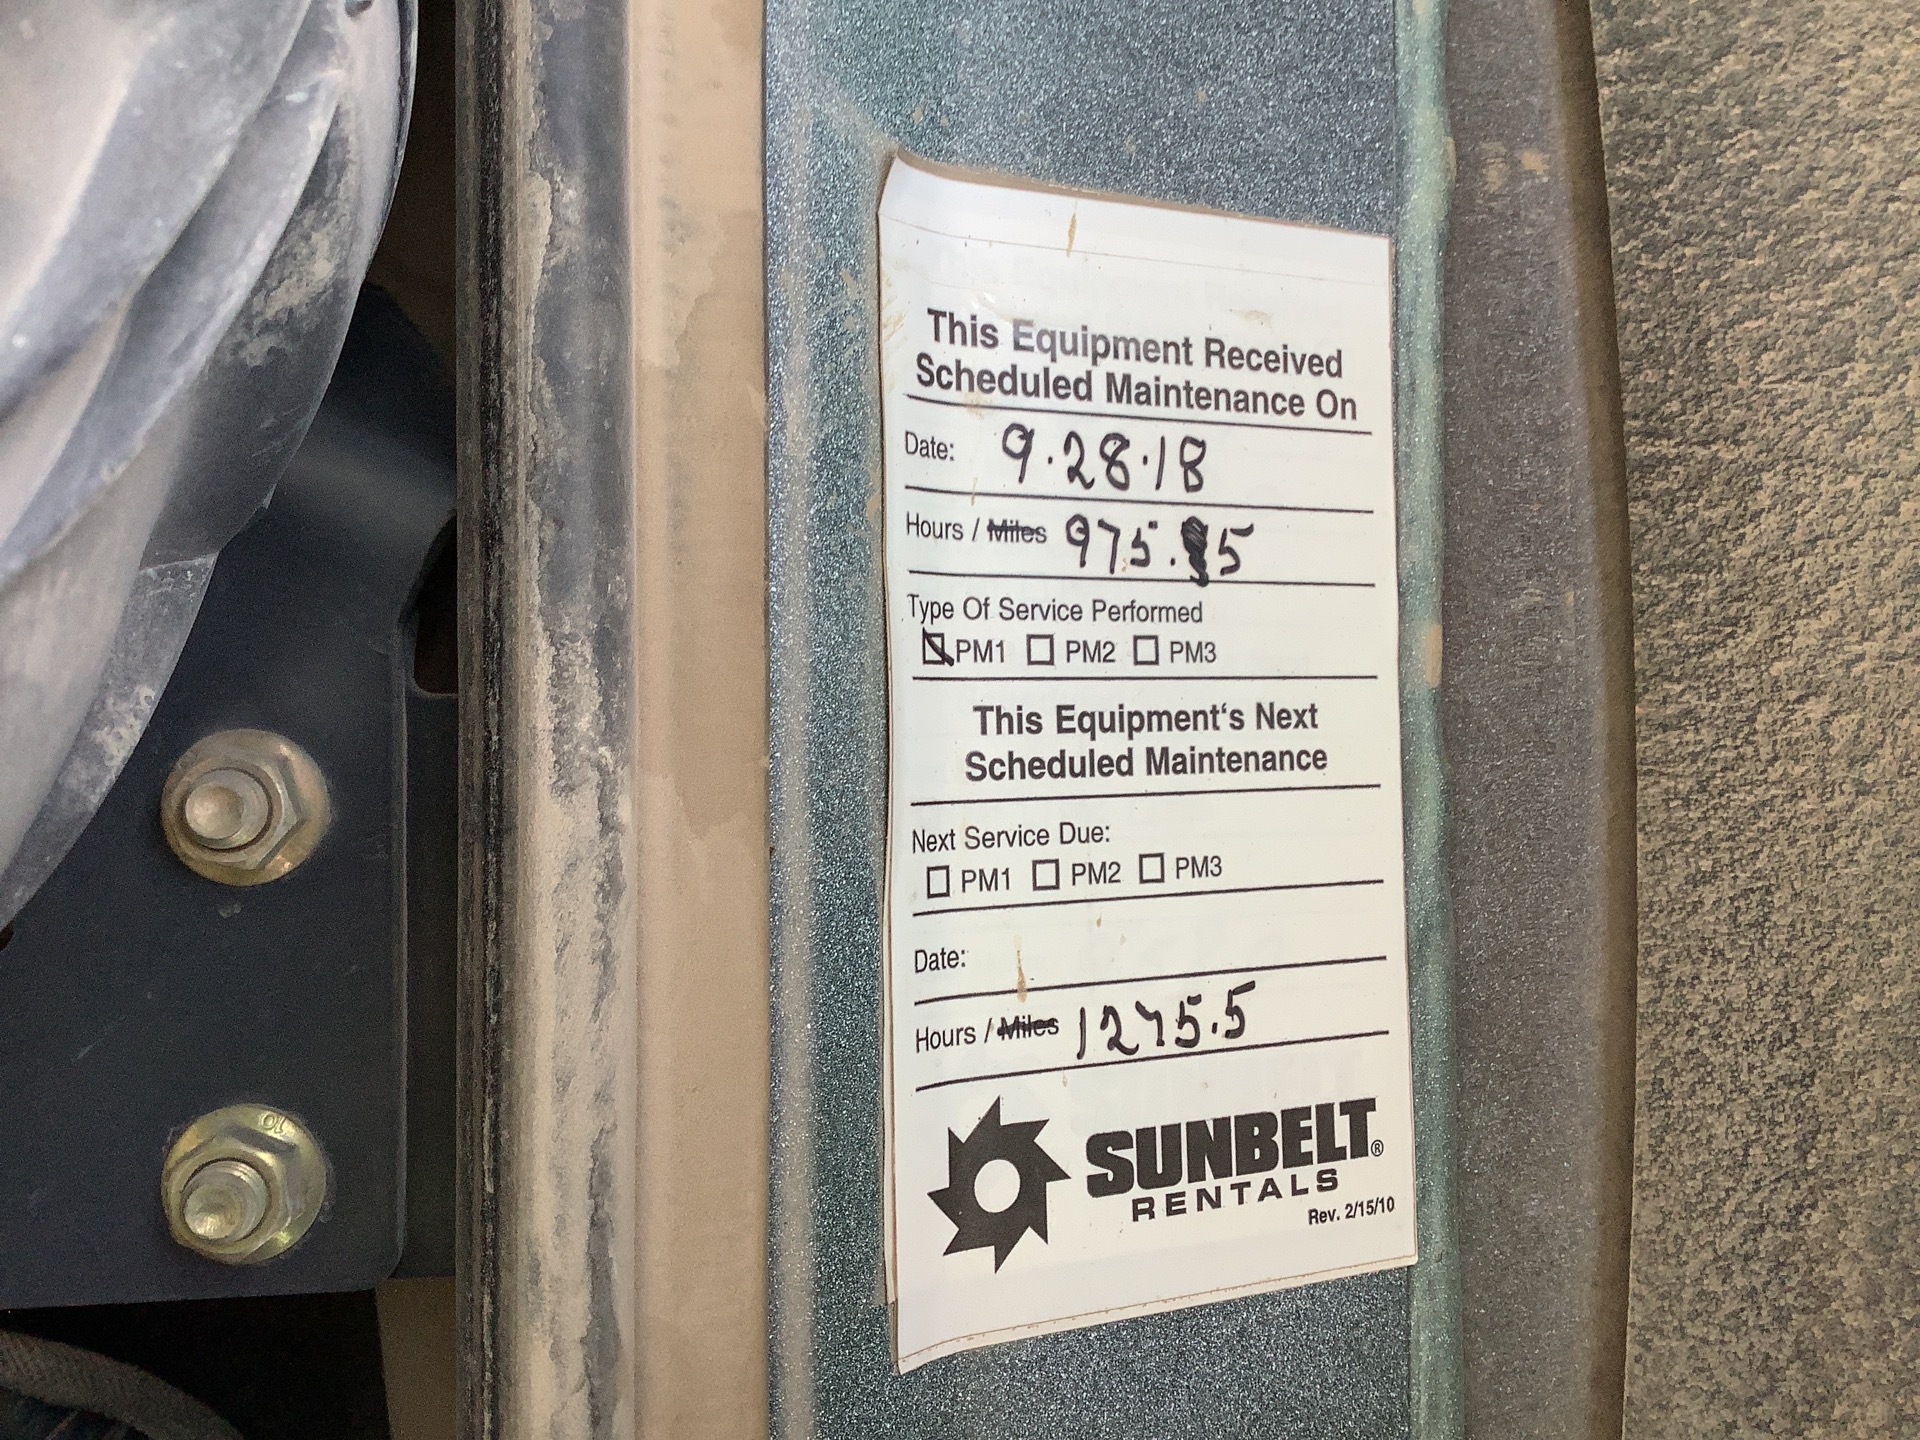 This Equipment Received
Scheduled Maintenance On
Date: 9.28.18
Hours / Miles 975.5
Type Of Service Performed
PM1 PM2 PM3
This Equipment‘s Next
Scheduled Maintenance
Next Service Due:
PM1 PM2 PM3
Date:
Hours / Miles 1275.5
SUNBELT®
RENTALS
Rev. 2/15/10
10